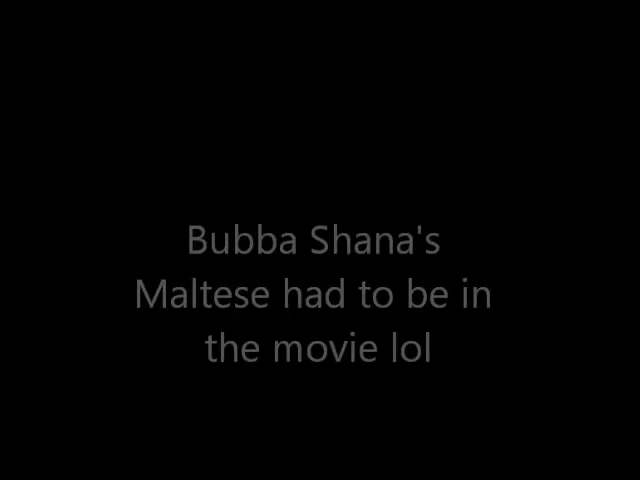 Bubba Shana's
Maltese had to be in
the movie lol